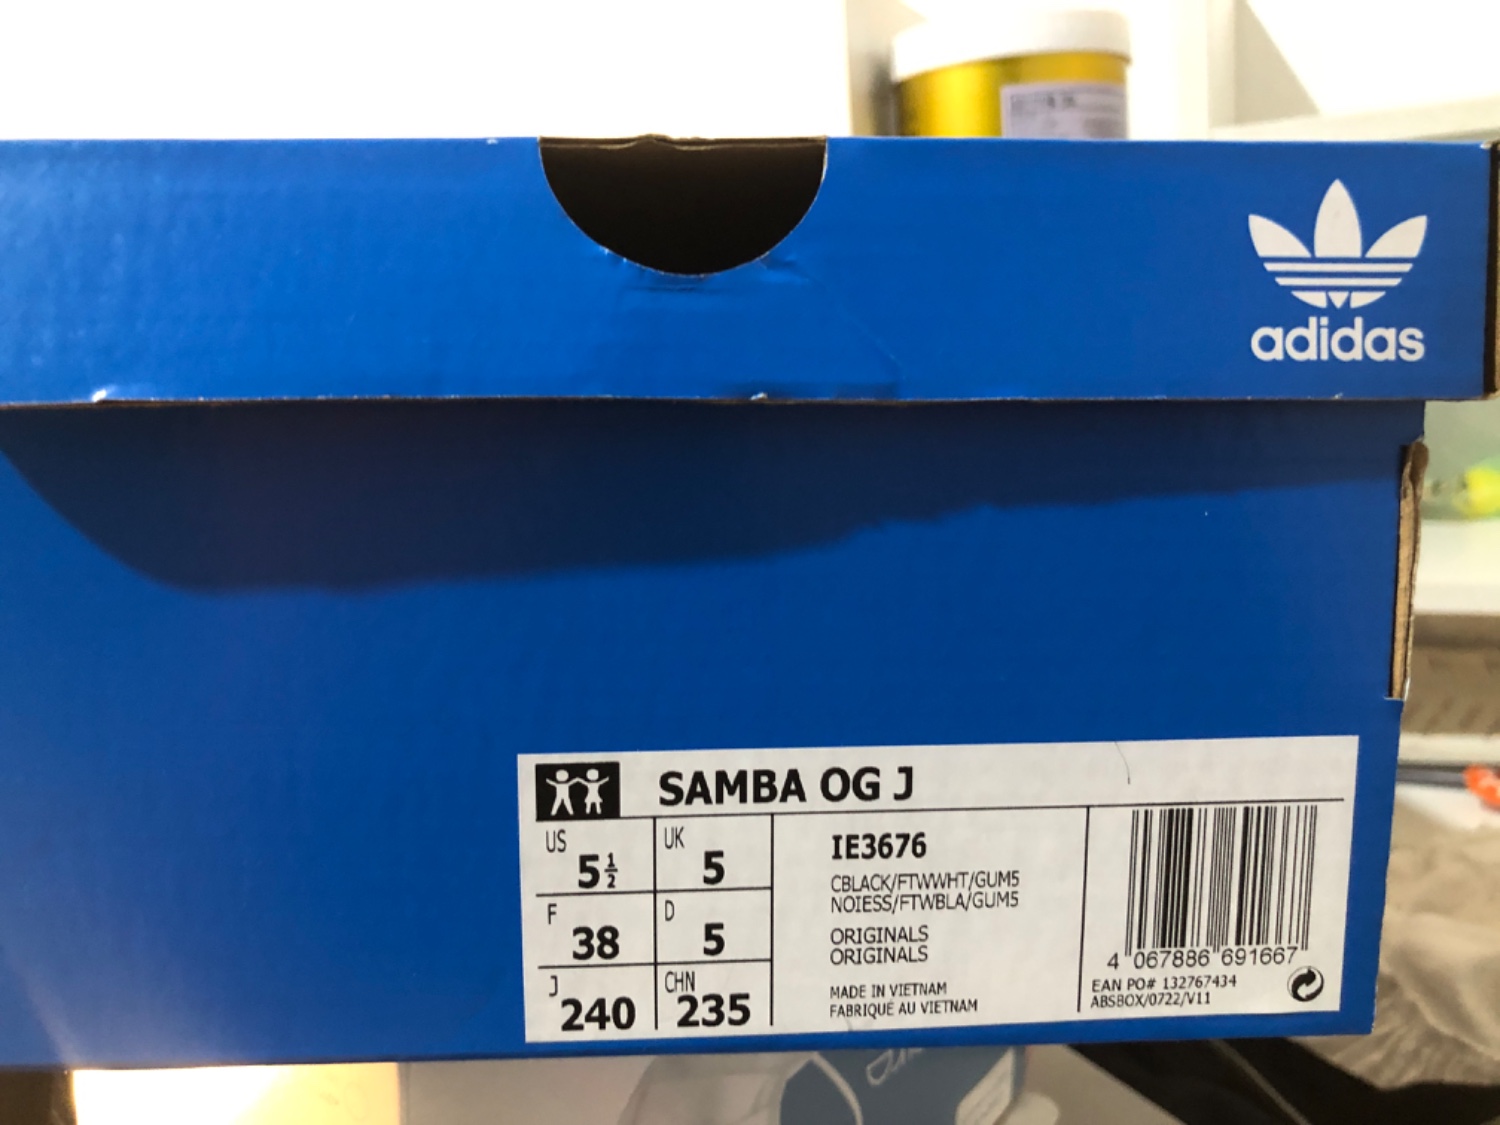 adidas
SAMBA OG J
US 5½ UK 5
F 38 D 5
J 240 CHN 235
IE3676
CBLACK/FTWWHT/GUM5
NOIESS/FTWBLA/GUM5
ORIGINALS
ORIGINALS
MADE IN VIETNAM
FABRIQUÉ AU VIETNAM
4 067886 691667
EAN PO# 132767434
ABSBOX/0722/V11